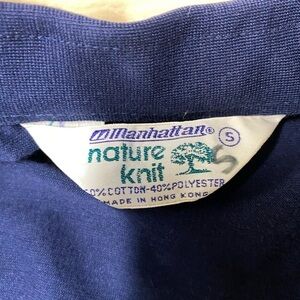 Manhattan® S
nature
knit
60% COTTON-40% POLYESTER
MADE IN HONG KONG
S